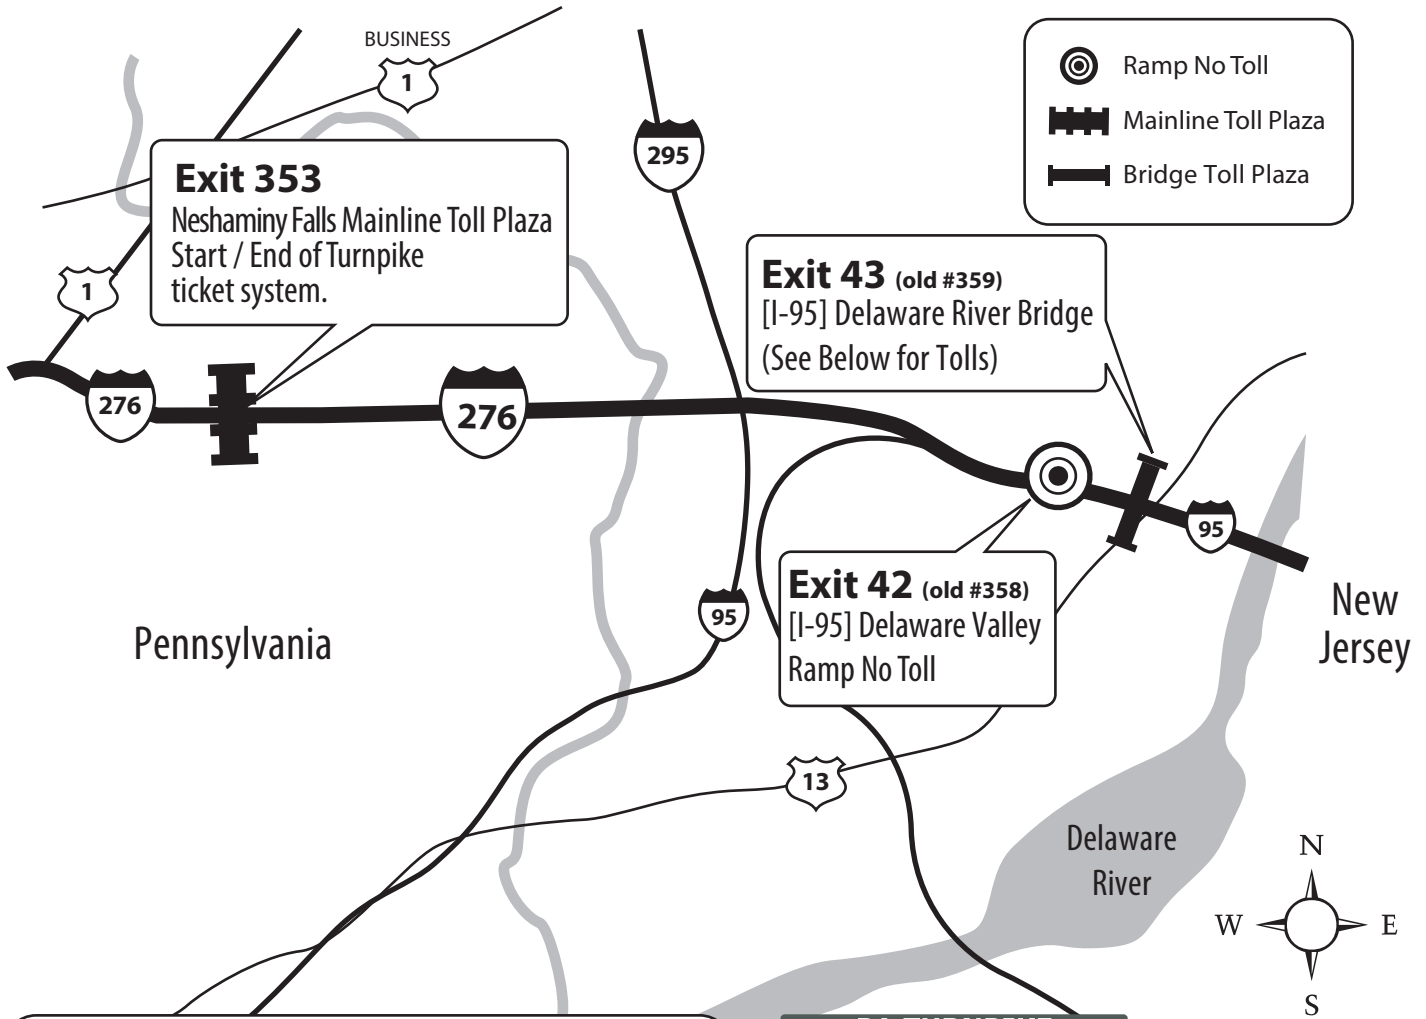 BUSINESS
1
295
Ramp No Toll
Mainline Toll Plaza
Bridge Toll Plaza
Exit 353
Neshaminy Falls Mainline Toll Plaza
Start / End of Turnpike
ticket system.
1
Exit 43 (old #359)
[I-95] Delaware River Bridge
(See Below for Tolls)
276
276
95
Exit 42 (old #358)
[I-95] Delaware Valley
Ramp No Toll
95
New
Jersey
Pennsylvania
13
Delaware
River
N
W
E
S